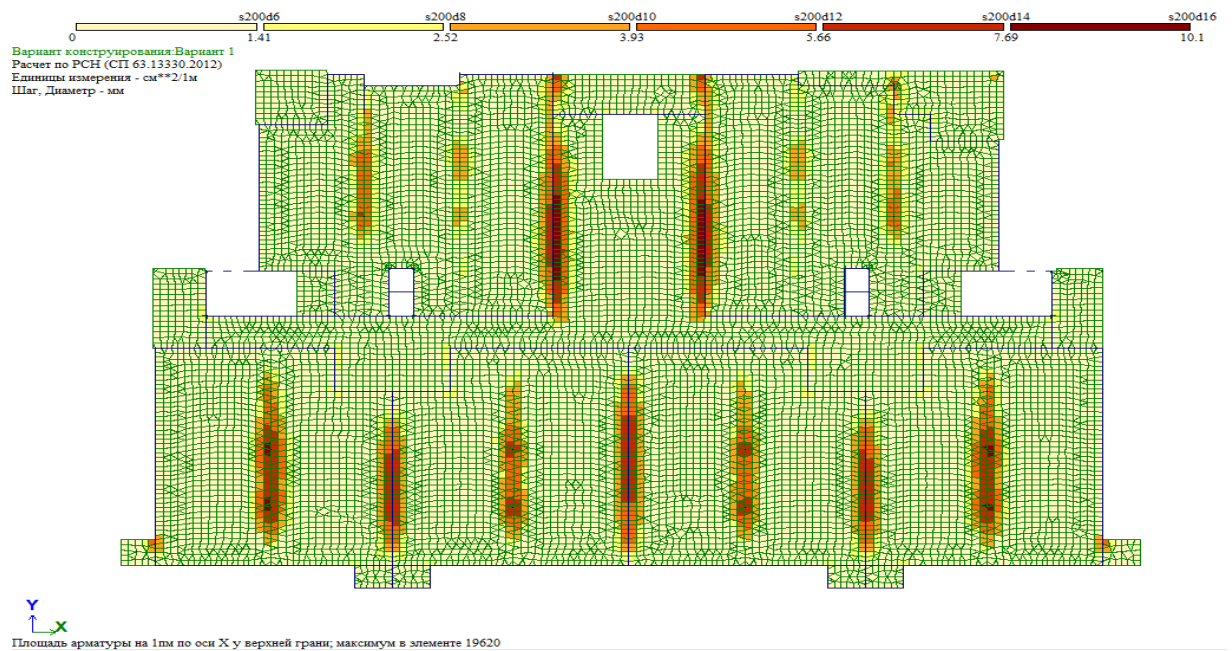 s200d6 s200d8 s200d10 s200d12 s200d14 s200d16
0 1.41 2.52 3.93 5.66 7.69 10.1
Вариант конструирования:Вариант 1
Расчет по РСН (СП 63.13330.2012)
Единицы измерения - см**2/1м
Шаг, Диаметр - мм
Y
X
Площадь арматуры на 1пм по оси X у верхней грани; максимум в элементе 19620